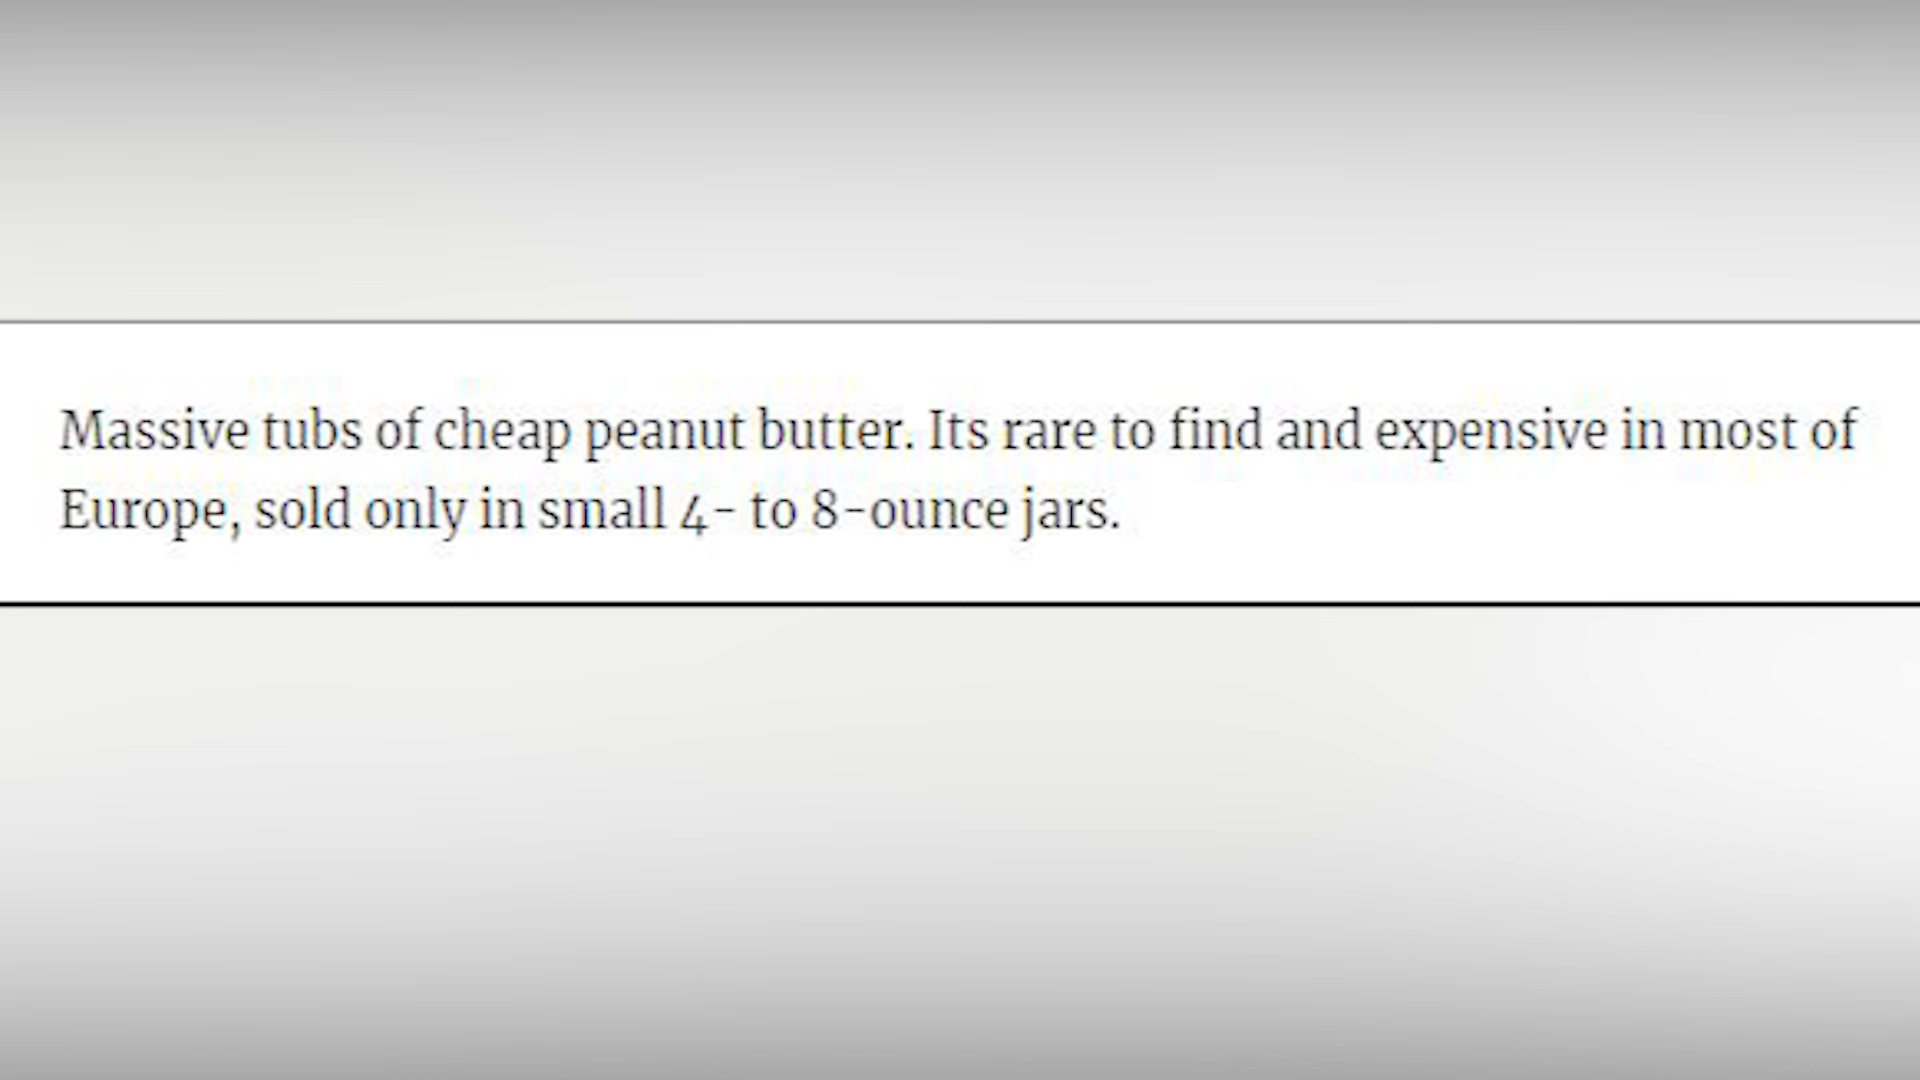 Massive tubs of cheap peanut butter. Its rare to find and expensive in most of
Europe, sold only in small 4- to 8-ounce jars.